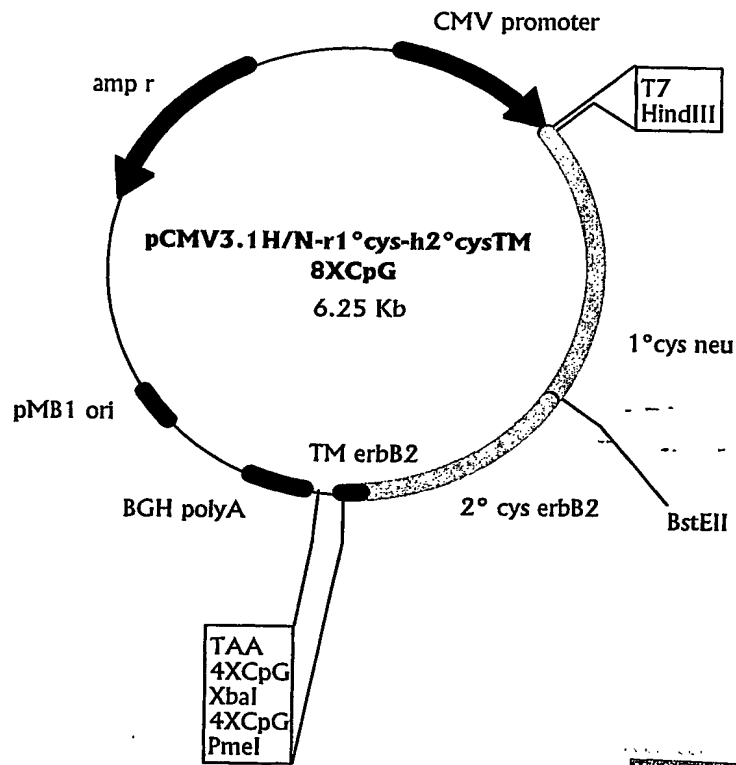 CMV promoter
amp r
T7
HindIII
pCMV3.1H/N-r1°cys-h2°cysTM
8XCpG
6.25 Kb
1°cys neu
pMB1 ori
TM erbB2
BGH polyA
2° cys erbB2
BstEII
TAA
4XCpG
XbaI
4XCpG
PmeI